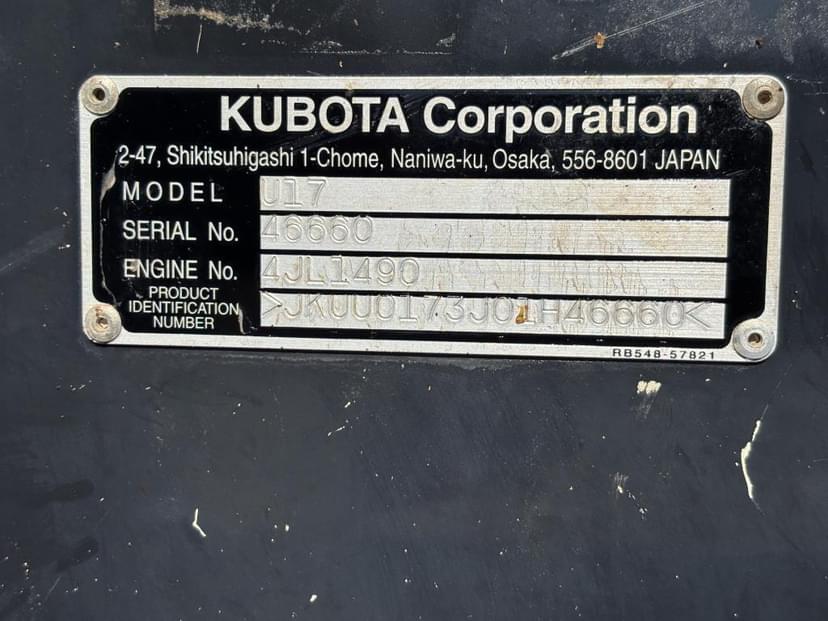 KUBOTA Corporation
2-47, Shikitsuhigashi 1-Chome, Naniwa-ku, Osaka, 556-8601 JAPAN
MODEL U17
SERIAL No. 46660
ENGINE No. 4JL1490
PRODUCT IDENTIFICATION NUMBER >JKUU0173J01H46660<
RB548-57821